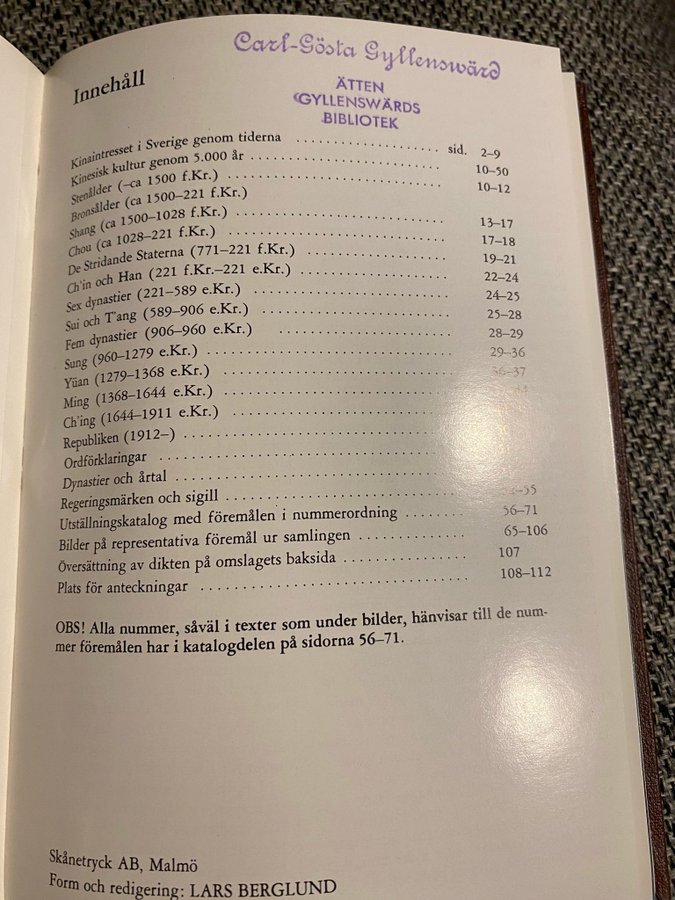 Carl-Gösta Gyllenswärd
ÄTTEN
GYLLENSWÄRDS
BIBLIOTEK
Innehåll
Kinaintresset i Sverige genom tiderna . . . . . . . . . . . . . . . . . . . sid. 2–9
Kinesisk kultur genom 5.000 år . . . . . . . . . . . . . . . . . . . . . . . . . 10–50
Stenålder (–ca 1500 f.Kr.) . . . . . . . . . . . . . . . . . . . . . . . . . . . . 10–12
Bronsålder (ca 1500–221 f.Kr.)
Shang (ca 1500–1028 f.Kr.) . . . . . . . . . . . . . . . . . . . . . . . . . . . 13–17
Chou (ca 1028–221 f.Kr.) . . . . . . . . . . . . . . . . . . . . . . . . . . . . 17–18
De Stridande Staterna (771–221 f.Kr.) . . . . . . . . . . . . . . . . . . . 19–21
Ch'in och Han (221 f.Kr.–221 e.Kr.) . . . . . . . . . . . . . . . . . . . . 22–24
Sex dynastier (221–589 e.Kr.) . . . . . . . . . . . . . . . . . . . . . . . . . 24–25
Sui och T'ang (589–906 e.Kr.) . . . . . . . . . . . . . . . . . . . . . . . . . 25–28
Fem dynastier (906–960 e.Kr.) . . . . . . . . . . . . . . . . . . . . . . 28–29
Sung (960–1279 e.Kr.) . . . . . . . . . . . . . . . . . . . . . . . . . . . . . . . 29–36
Yüan (1279–1368 e.Kr.) . . . . . . . . . . . . . . . . . . . . . . . . . . . . . . 36–37
Ming (1368–1644 e.Kr.) . . . . . . . . . . . . . . . . . . . . . . . . . . . . . .
Ch'ing (1644–1911 e.Kr.) . . . . . . . . . . . . . . . . . . . . . . . . . . . .
Republiken (1912–) . . . . . . . . . . . . . . . . . . . . . . . . . . . . . . . . .
Ordförklaringar . . . . . . . . . . . . . . . . . . . . . . . . . . . . . . . . . . . .
Dynastier och årtal . . . . . . . . . . . . . . . . . . . . . . . . . . . . . . . . .
Regeringsmärken och sigill . . . . . . . . . . . . . . . . . . . . . . . . . . .
Utställningskatalog med föremålen i nummerordning . . . . . . . . 56–71
Bilder på representativa föremål ur samlingen . . . . . . . . . . . . . 65–106
Översättning av dikten på omslagets baksida . . . . . . . . . . . . . . . 107
Plats för anteckningar . . . . . . . . . . . . . . . . . . . . . . . . . . . . . . . 108–112
OBS! Alla nummer, såväl i texter som under bilder, hänvisar till de num-
mer föremålen har i katalogdelen på sidorna 56–71.
Skånetryck AB, Malmö
Form och redigering: LARS BERGLUND